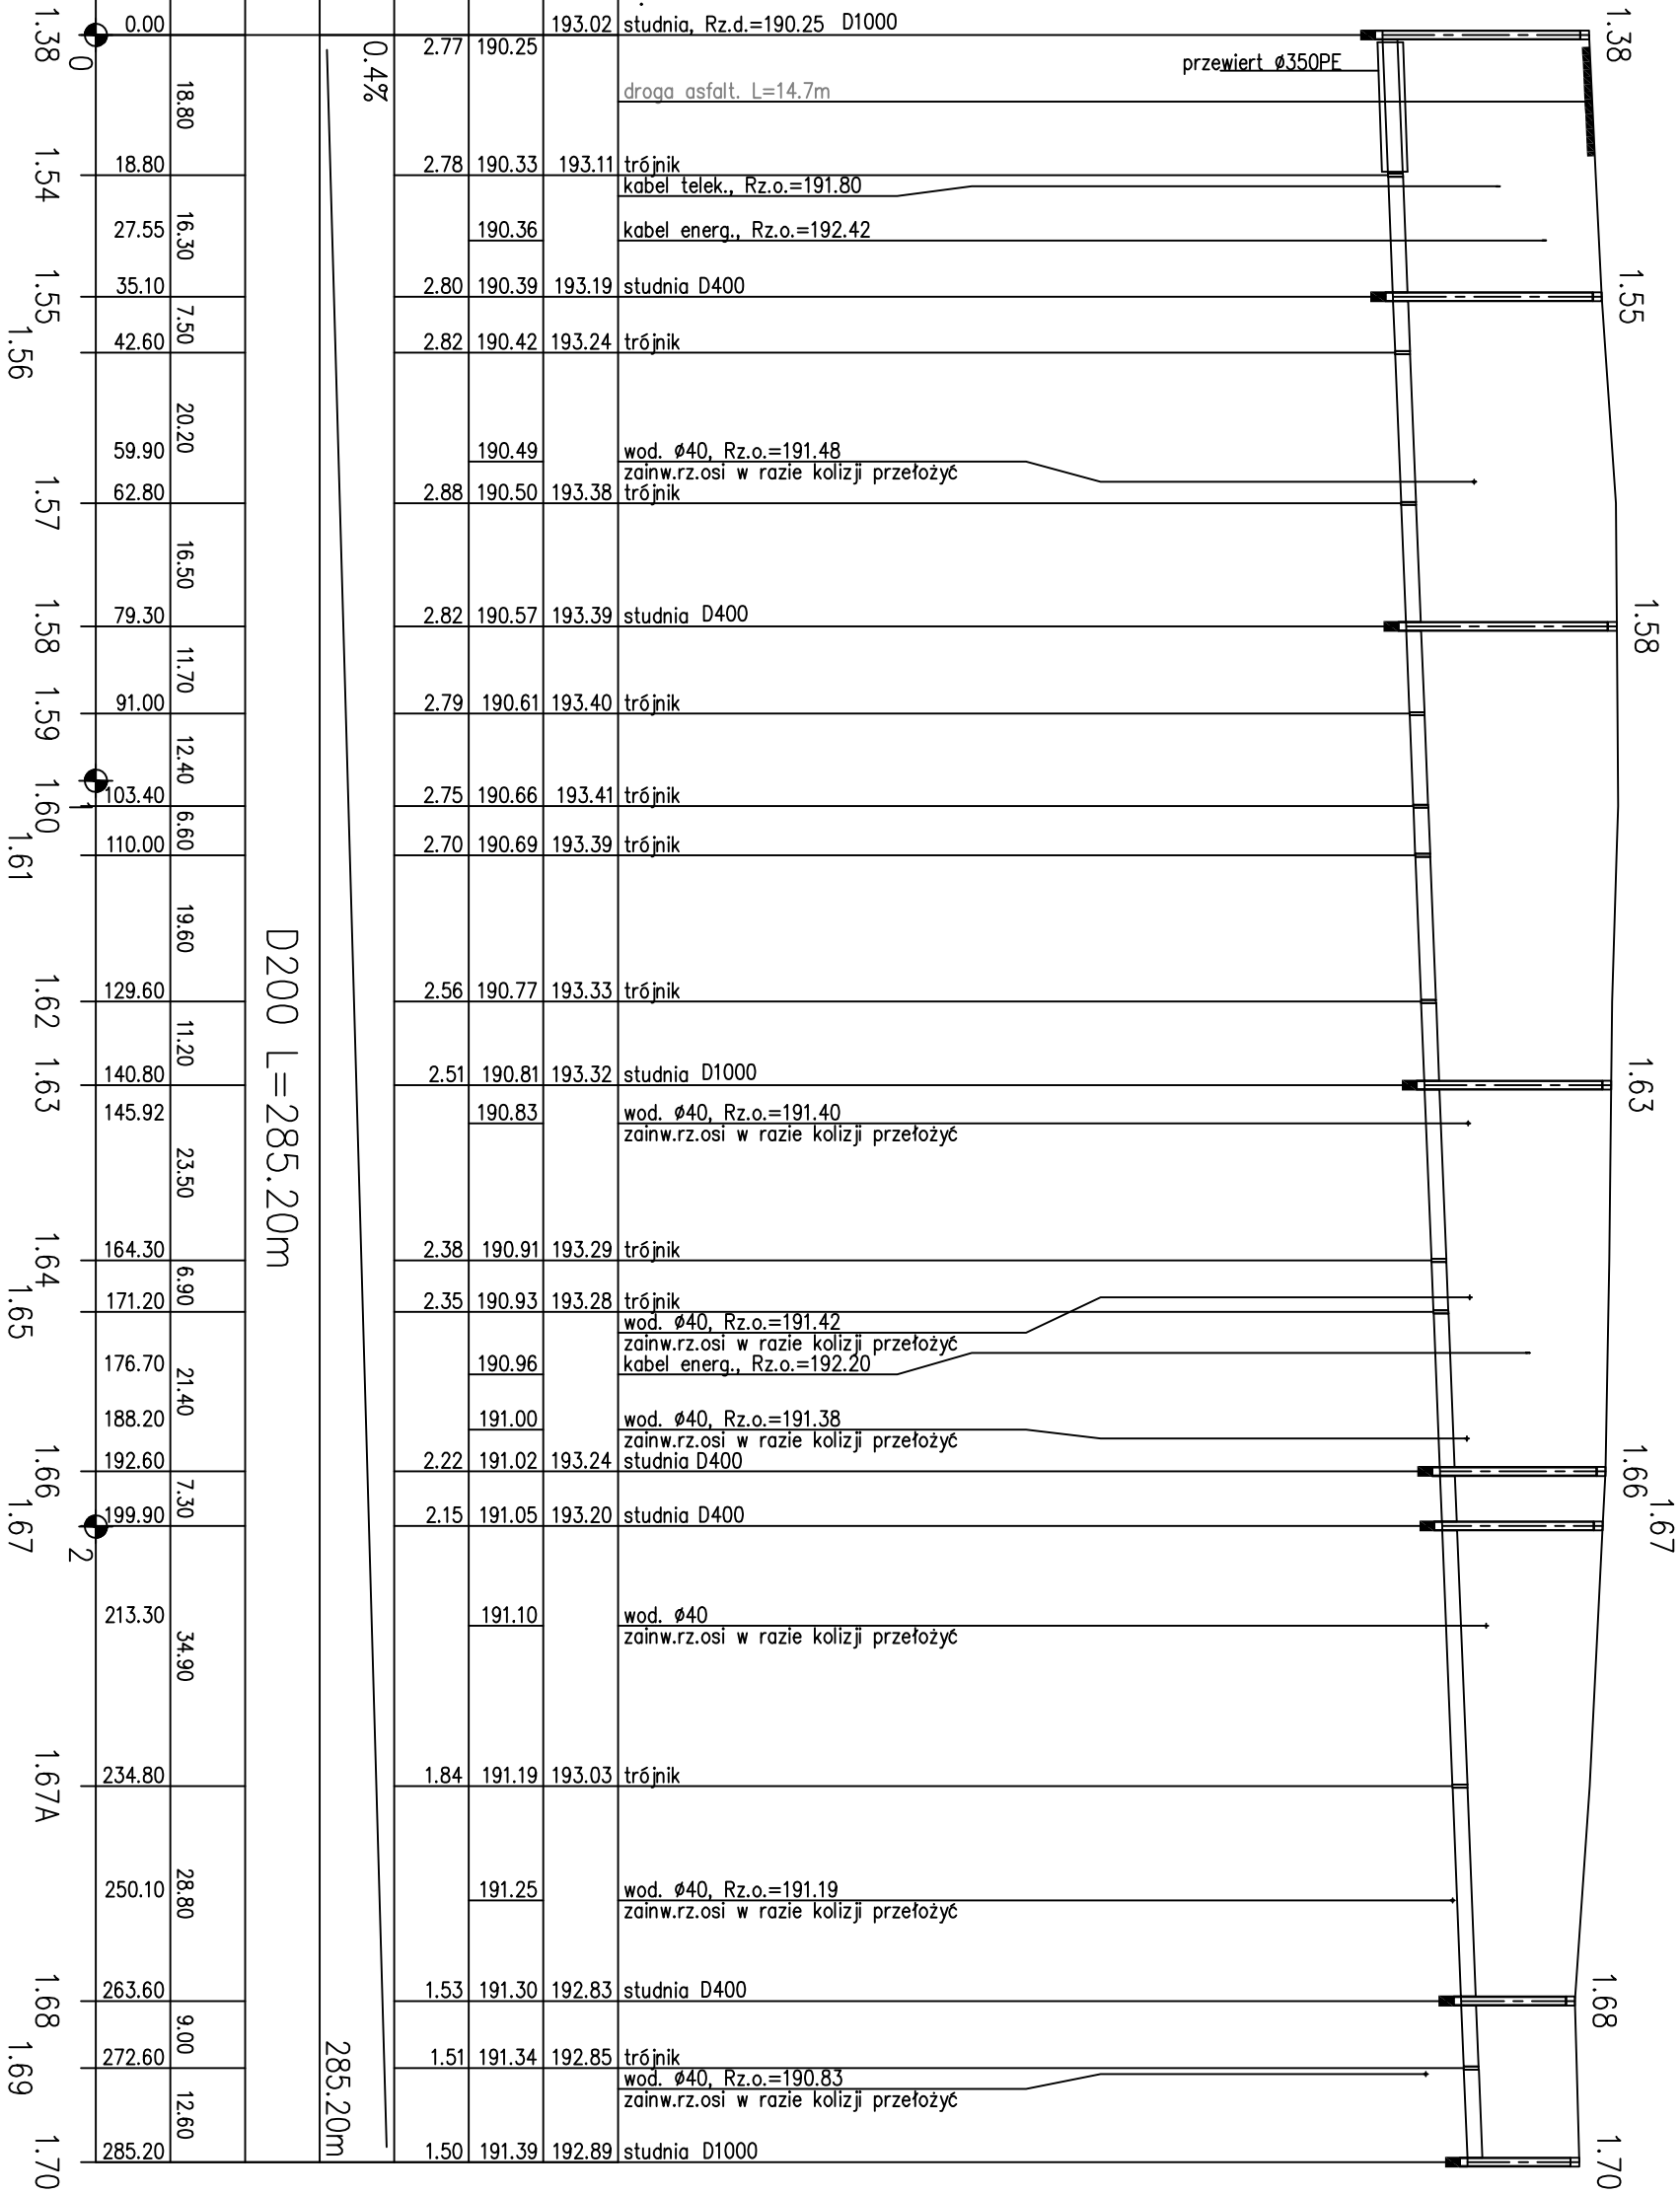 1.38
0
0.00
0.4%
193.02 studnia, Rz.d.=190.25 D1000
1.38
2.77 190.25
przewiert ø350PE
droga asfalt. L=14.7m
18.80
1.54
18.80
2.78 190.33 193.11 trójnik
kabel telek., Rz.o.=191.80
27.55
16.30
190.36
kabel energ., Rz.o.=192.42
1.55
35.10
2.80 190.39 193.19 studnia D400
1.55
7.50
1.56
42.60
2.82 190.42 193.24 trójnik
20.20
59.90
190.49
wod. ø40, Rz.o.=191.48
zainw.rz.osi w razie kolizji przełożyć
1.57
62.80
2.88 190.50 193.38 trójnik
16.50
1.58
79.30
2.82 190.57 193.39 studnia D400
1.58
11.70
1.59
91.00
2.79 190.61 193.40 trójnik
12.40
1.60
1
103.40
2.75 190.66 193.41 trójnik
6.60
1.61
110.00
2.70 190.69 193.39 trójnik
19.60
D200 L=285.20m
1.62
129.60
2.56 190.77 193.33 trójnik
11.20
1.63
140.80
2.51 190.81 193.32 studnia D1000
1.63
145.92
190.83
wod. ø40, Rz.o.=191.40
zainw.rz.osi w razie kolizji przełożyć
23.50
1.64
164.30
2.38 190.91 193.29 trójnik
6.90
1.65
171.20
2.35 190.93 193.28 trójnik
wod. ø40, Rz.o.=191.42
zainw.rz.osi w razie kolizji przełożyć
176.70
190.96
kabel energ., Rz.o.=192.20
21.40
188.20
191.00
wod. ø40, Rz.o.=191.38
zainw.rz.osi w razie kolizji przełożyć
1.66
192.60
2.22 191.02 193.24 studnia D400
1.66
7.30
1.67
2
199.90
2.15 191.05 193.20 studnia D400
1.67
213.30
191.10
wod. ø40
zainw.rz.osi w razie kolizji przełożyć
34.90
1.67A
234.80
1.84 191.19 193.03 trójnik
28.80
250.10
191.25
wod. ø40, Rz.o.=191.19
zainw.rz.osi w razie kolizji przełożyć
1.68
263.60
1.53 191.30 192.83 studnia D400
1.68
9.00
1.69
272.60
1.51 191.34 192.85 trójnik
wod. ø40, Rz.o.=190.83
zainw.rz.osi w razie kolizji przełożyć
12.60
285.20m
1.70
285.20
1.50 191.39 192.89 studnia D1000
1.70